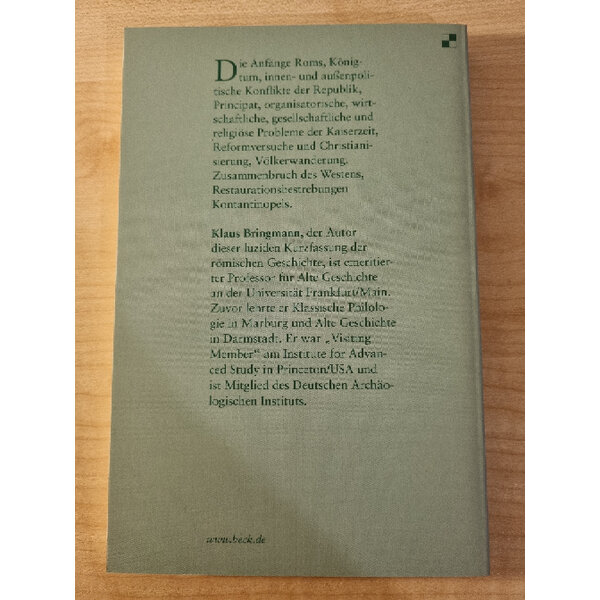 Die Anfänge Roms, König-
tum, innen- und außenpoli-
tische Konflikte der Republik,
Principat, organisatorische, wirt-
schaftliche, gesellschaftliche und
religiöse Probleme der Kaiserzeit,
Reformversuche und Christiani-
sierung, Völkerwanderung,
Zusammenbruch des Westens,
Restaurationsbestrebungen
Kontantinopels.
Klaus Bringmann, der Autor
dieser luziden Kurzfassung der
römischen Geschichte, ist emeritier-
ter Professor für Alte Geschichte
an der Universität Frankfurt/Main.
Zuvor lehrte er Klassische Philolo-
gie in Marburg und Alte Geschichte
in Darmstadt. Er war „Visiting
Member“ am Institute for Advan-
ced Study in Princeton/USA und
ist Mitglied des Deutschen Archäo-
logischen Instituts.
www.beck.de